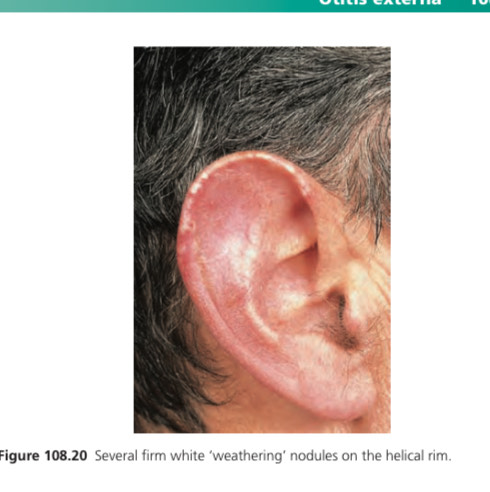 Otitis externa
Figure 108.20 Several firm white ‘weathering’ nodules on the helical rim.